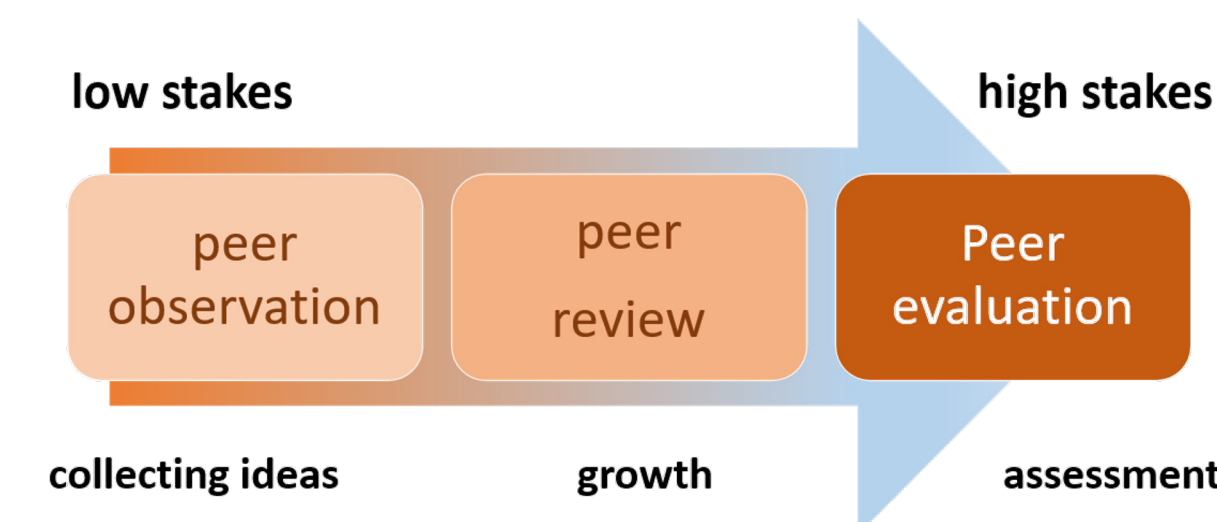 low stakes
high stakes
peer
observation
peer
review
Peer
evaluation
collecting ideas
growth
assessment